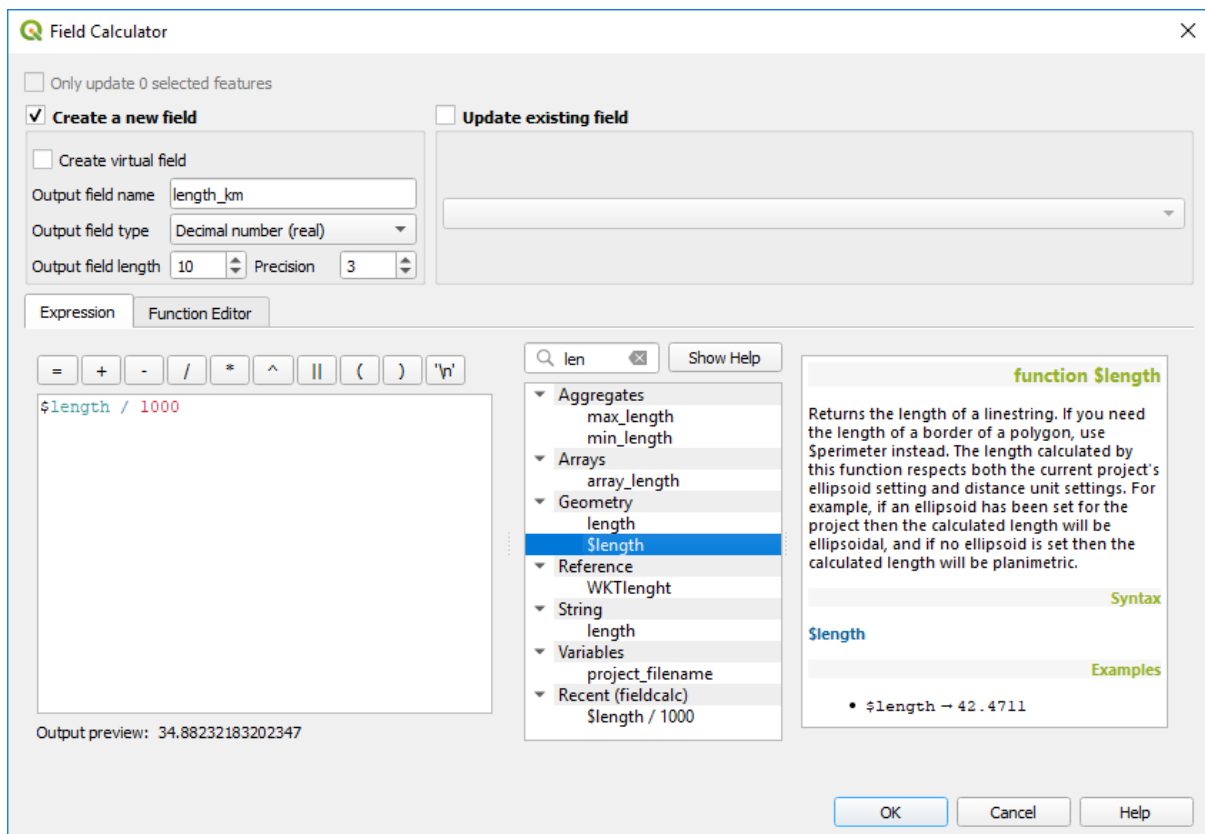 Field Calculator
Only update 0 selected features
Create a new field
Update existing field
Create virtual field
Output field name length_km
Output field type Decimal number (real)
Output field length 10 Precision 3
Expression Function Editor
= + - / * ^ || ( ) '\n'
len
Show Help
$length / 1000
Output preview: 34.88232183202347
Aggregates
max_length
min_length
Arrays
array_length
Geometry
length
$length
Reference
WKTlenght
String
length
Variables
project_filename
Recent (fieldcalc)
$length / 1000
function $length
Returns the length of a linestring. If you need
the length of a border of a polygon, use
$perimeter instead. The length calculated by
this function respects both the current project's
ellipsoid setting and distance unit settings. For
example, if an ellipsoid has been set for the
project then the calculated length will be
ellipsoidal, and if no ellipsoid is set then the
calculated length will be planimetric.
Syntax
$length
Examples
• $length → 42.4711
OK Cancel Help